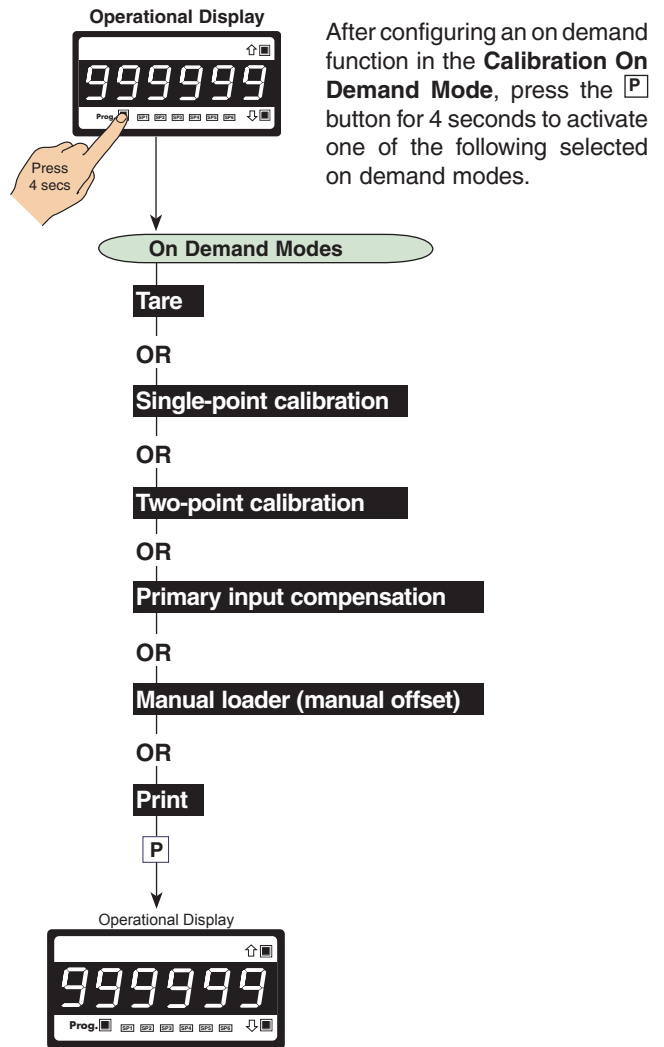 Operational Display
999999
Prog.
SP1 SP2 SP3 SP4 SP5 SP6
Press
4 secs
After configuring an on demand
function in the Calibration On
Demand Mode, press the P
button for 4 seconds to activate
one of the following selected
on demand modes.
On Demand Modes
Tare
OR
Single-point calibration
OR
Two-point calibration
OR
Primary input compensation
OR
Manual loader (manual offset)
OR
Print
P
Operational Display
999999
Prog. SP1 SP2 SP3 SP4 SP5 SP6